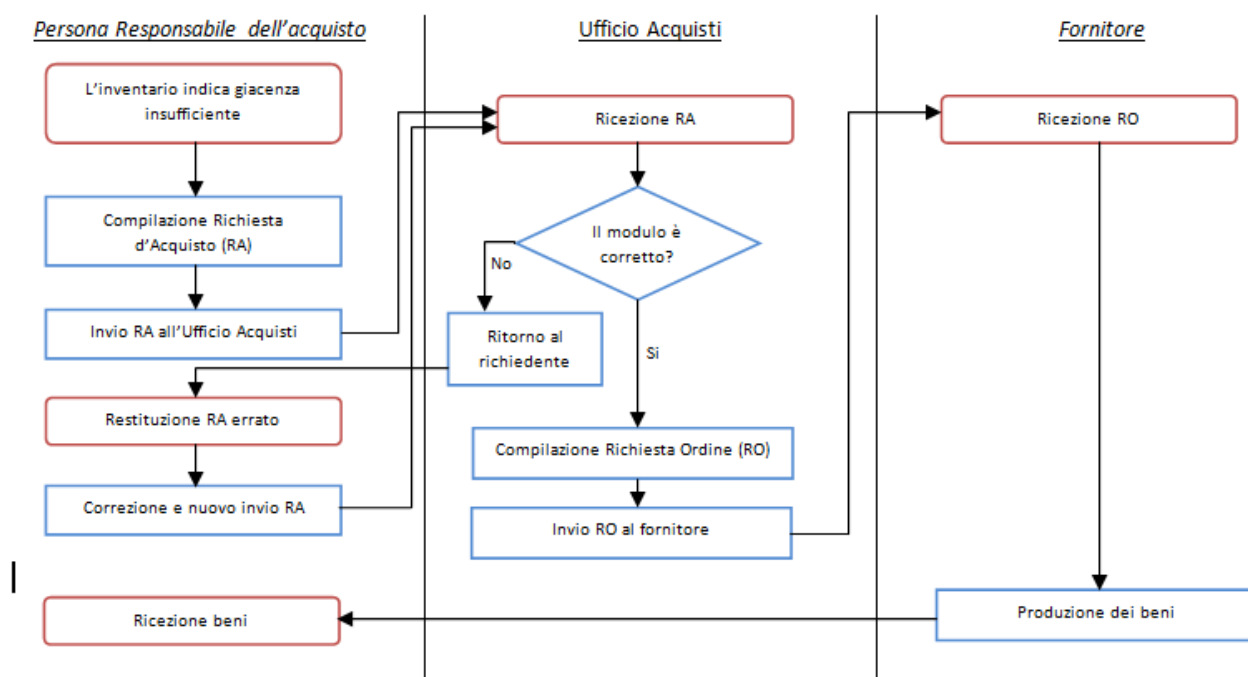 Persona Responsabile dell’acquisto
Ufficio Acquisti
Fornitore
L’inventario indica giacenza
insufficiente
Ricezione RA
Ricezione RO
Compilazione Richiesta
d’Acquisto (RA)
Il modulo è
corretto?
No
Invio RA all’Ufficio Acquisti
Ritorno al
richiedente
Si
Restituzione RA errato
Compilazione Richiesta Ordine (RO)
Correzione e nuovo invio RA
Invio RO al fornitore
Ricezione beni
Produzione dei beni